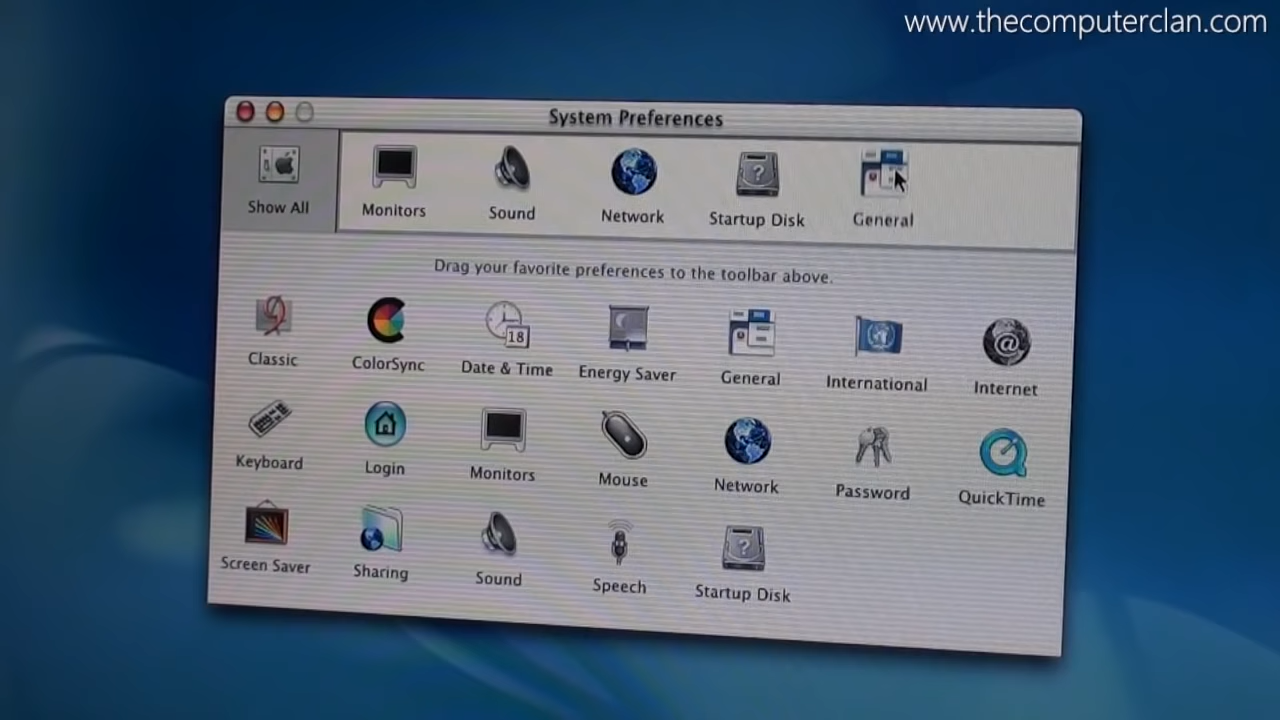 www.thecomputerclan.com
System Preferences
Show All Monitors Sound Network Startup Disk General
Drag your favorite preferences to the toolbar above.
18
Classic ColorSync Date & Time Energy Saver General International Internet
@
Keyboard Login Monitors Mouse Network Password QuickTime
Screen Saver Sharing Sound Speech Startup Disk